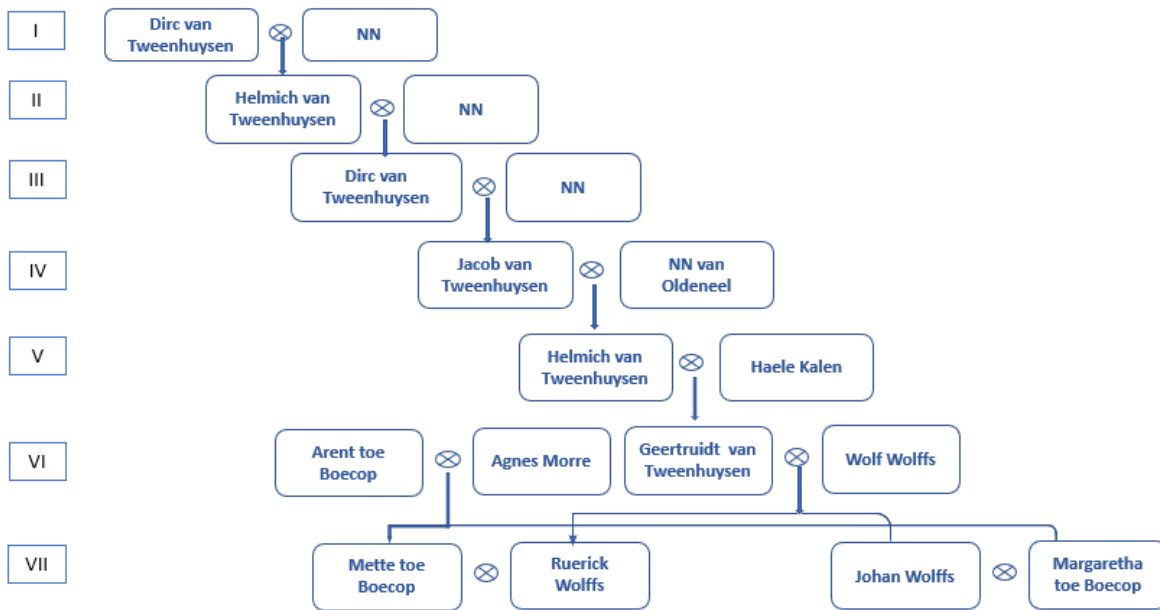 I
Dirc van
Tweenhuysen
NN
II
Helmich van
Tweenhuysen
NN
III
Dirc van
Tweenhuysen
NN
IV
Jacob van
Tweenhuysen
NN van
Oldeneel
V
Helmich van
Tweenhuysen
Haele Kalen
VI
Arent toe
Boecop
Agnes Morre
Geertruidt van
Tweenhuysen
Wolf Wolffs
VII
Mette toe
Boecop
Ruerick
Wolffs
Johan Wolffs
Margaretha
toe Boecop